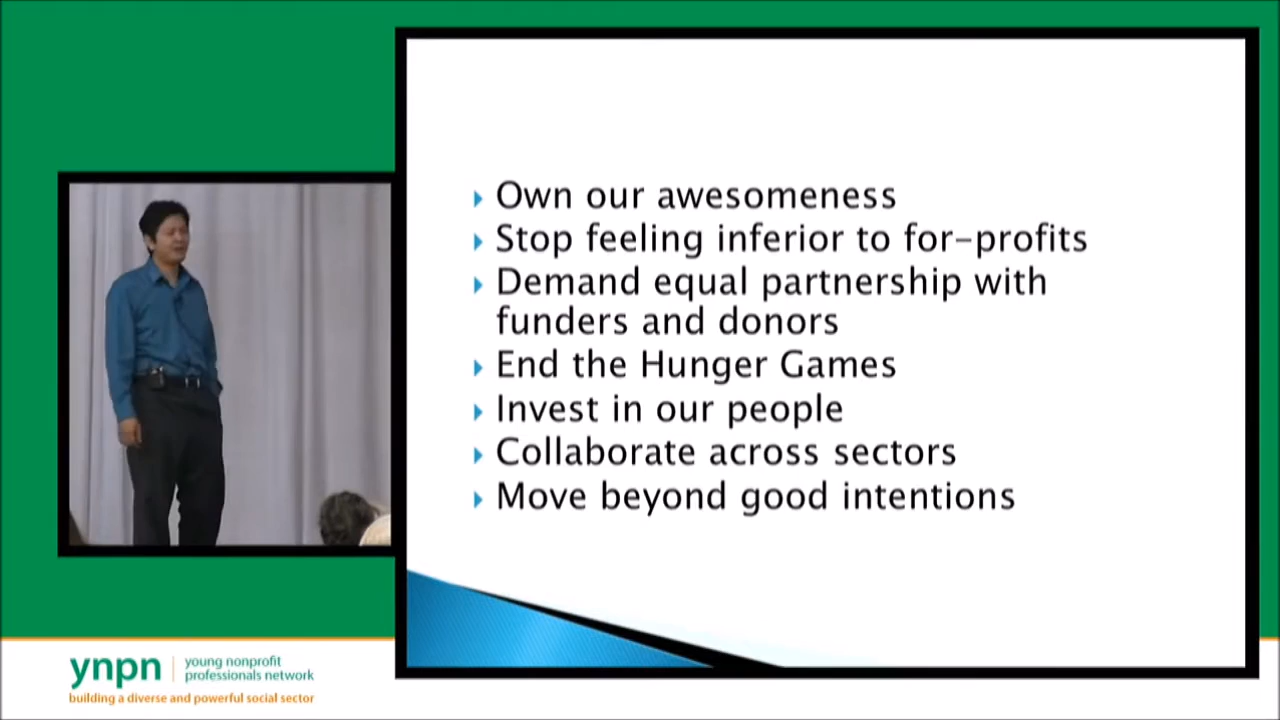 Own our awesomeness
Stop feeling inferior to for-profits
Demand equal partnership with
funders and donors
End the Hunger Games
Invest in our people
Collaborate across sectors
Move beyond good intentions
ynpn
young nonprofit
professionals network
building a diverse and powerful social sector